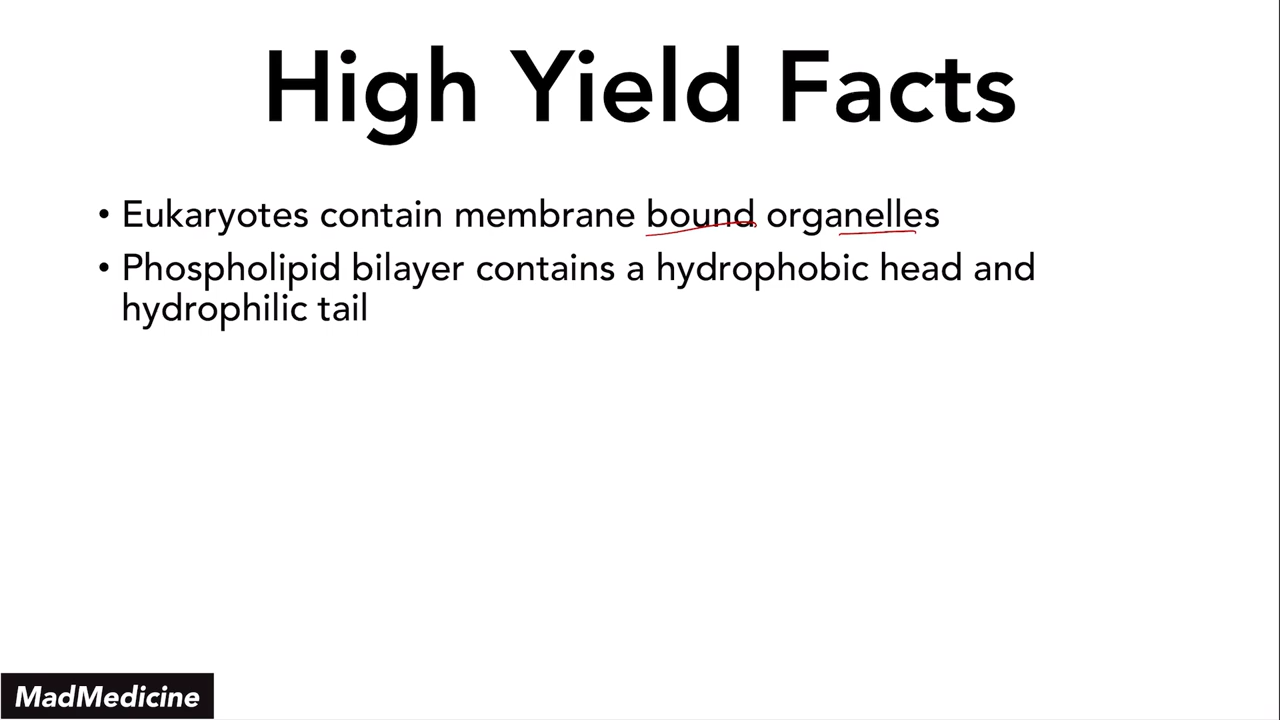 High Yield Facts
• Eukaryotes contain membrane bound organelles
• Phospholipid bilayer contains a hydrophobic head and
hydrophilic tail
MadMedicine